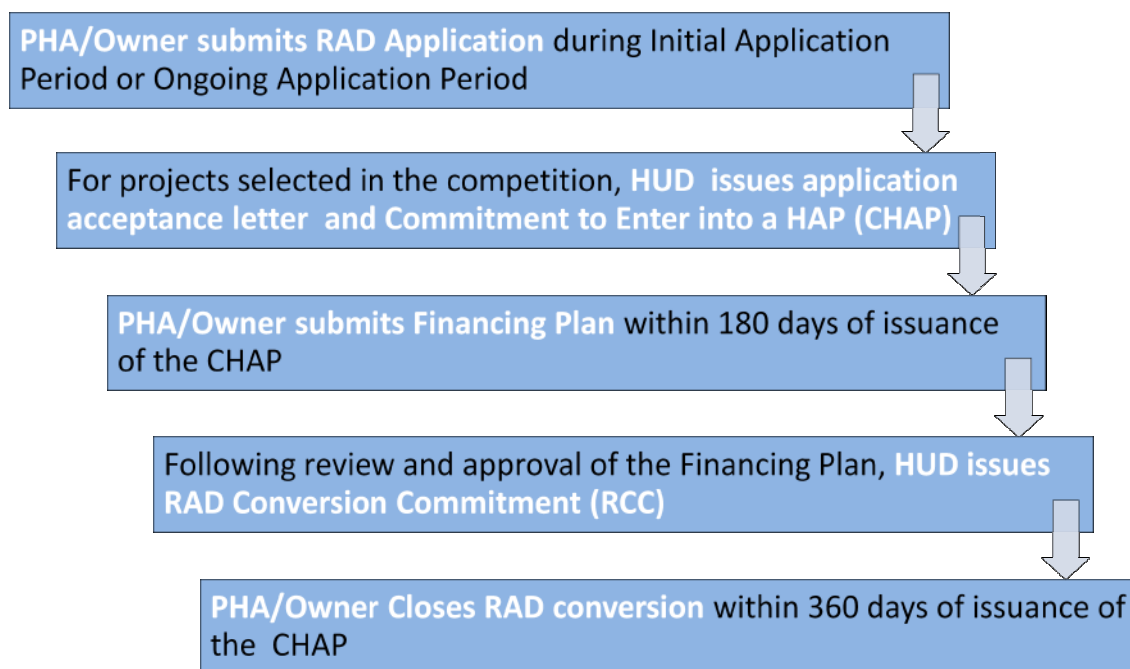 PHA/Owner submits RAD Application during Initial Application
Period or Ongoing Application Period
For projects selected in the competition, HUD issues application
acceptance letter and Commitment to Enter into a HAP (CHAP)
PHA/Owner submits Financing Plan within 180 days of issuance
of the CHAP
Following review and approval of the Financing Plan, HUD issues
RAD Conversion Commitment (RCC)
PHA/Owner Closes RAD conversion within 360 days of issuance of
the CHAP